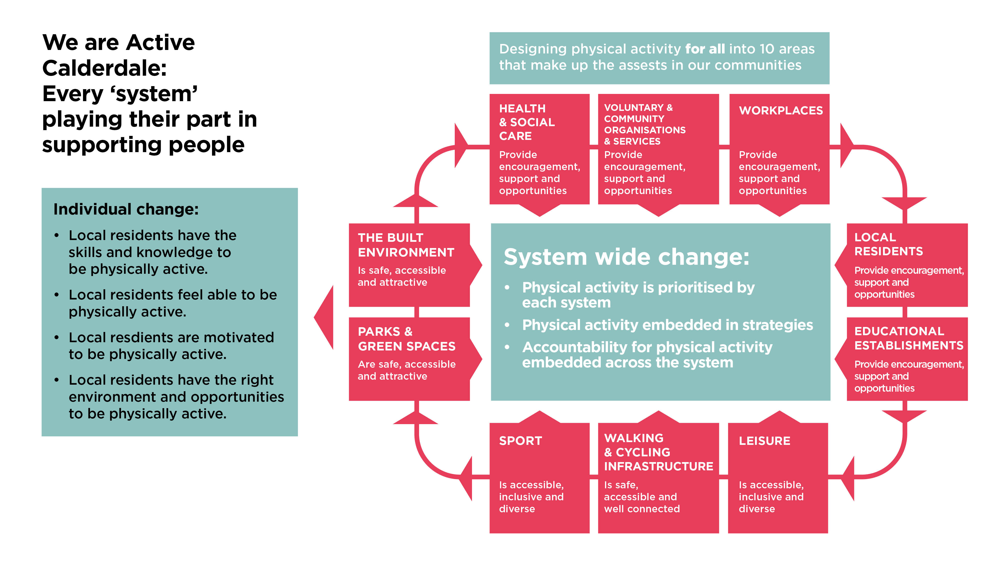 We are Active
Calderdale:
Every ‘system’
playing their part in
supporting people
Individual change:
• Local residents have the
skills and knowledge to
be physically active.
• Local residents feel able to be
physically active.
• Local resdients are motivated
to be physically active.
• Local residents have the right
environment and opportunities
to be physically active.
Designing physical activity for all into 10 areas
that make up the assests in our communities
HEALTH
& SOCIAL
CARE
Provide
encouragement,
support and
opportunities
VOLUNTARY &
COMMUNITY
ORGANISATIONS
& SERVICES
Provide
encouragement,
support and
opportunities
WORKPLACES
Provide
encouragement,
support and
opportunities
THE BUILT
ENVIRONMENT
Is safe, accessible
and attractive
PARKS &
GREEN SPACES
Are safe, accessible
and attractive
System wide change:
• Physical activity is prioritised by
each system
• Physical activity embedded in strategies
• Accountability for physical activity
embedded across the system
LOCAL
RESIDENTS
Provide encouragement,
support and
opportunities
EDUCATIONAL
ESTABLISHMENTS
Provide encouragement,
support and
opportunities
SPORT
Is accessible,
inclusive and
diverse
WALKING
& CYCLING
INFRASTRUCTURE
Is safe,
accessible and
well connected
LEISURE
Is accessible,
inclusive and
diverse